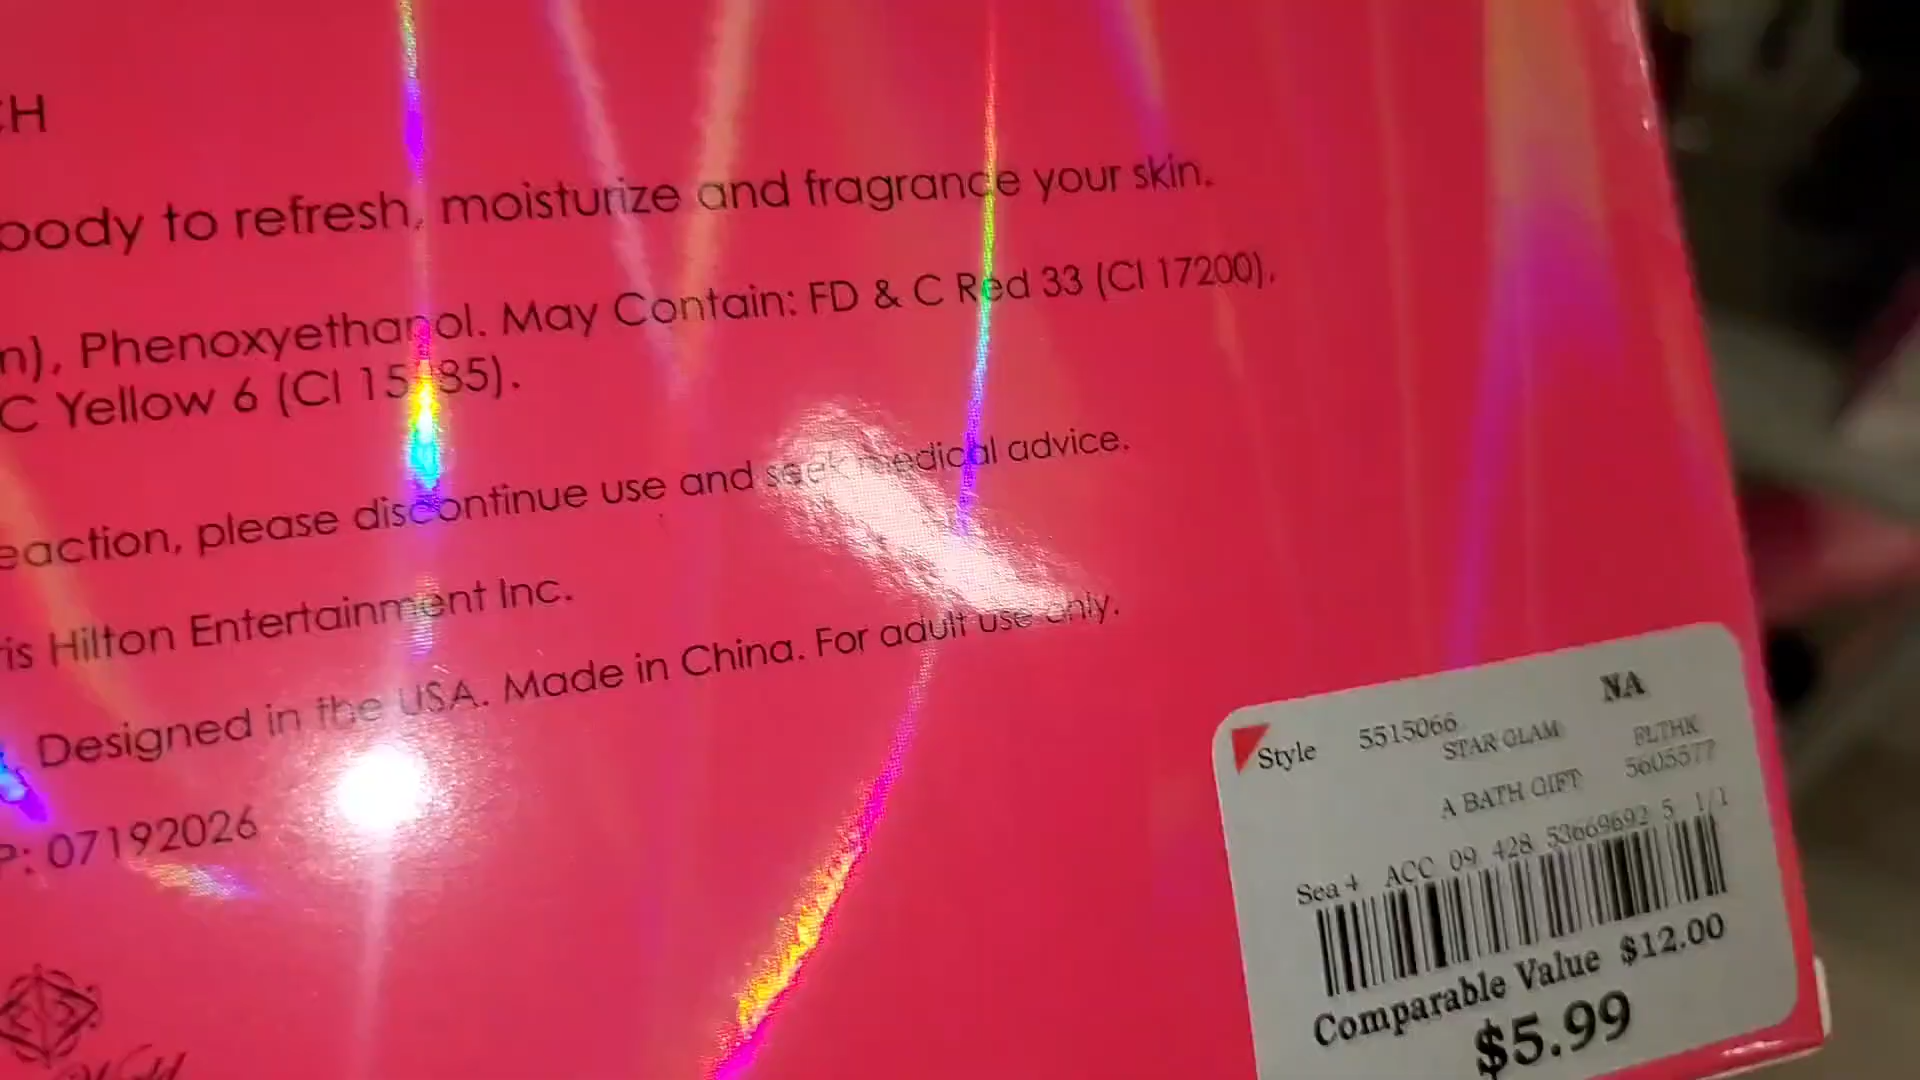 CH
body to refresh, moisturize and fragrance your skin.
n), Phenoxyethanol. May Contain: FD & C Red 33 (CI 17200),
C Yellow 6 (CI 15985).
eaction, please discontinue use and seek medical advice.
ris Hilton Entertainment Inc.
Designed in the USA. Made in China. For adult use only.
P: 07192026
NA
Style 5515066
STAR GLAM BLTHK
A BATH GIFT 5605577
Sea 4 ACC 09 428 53669692 5 1/1
Comparable Value $12.00
$5.99